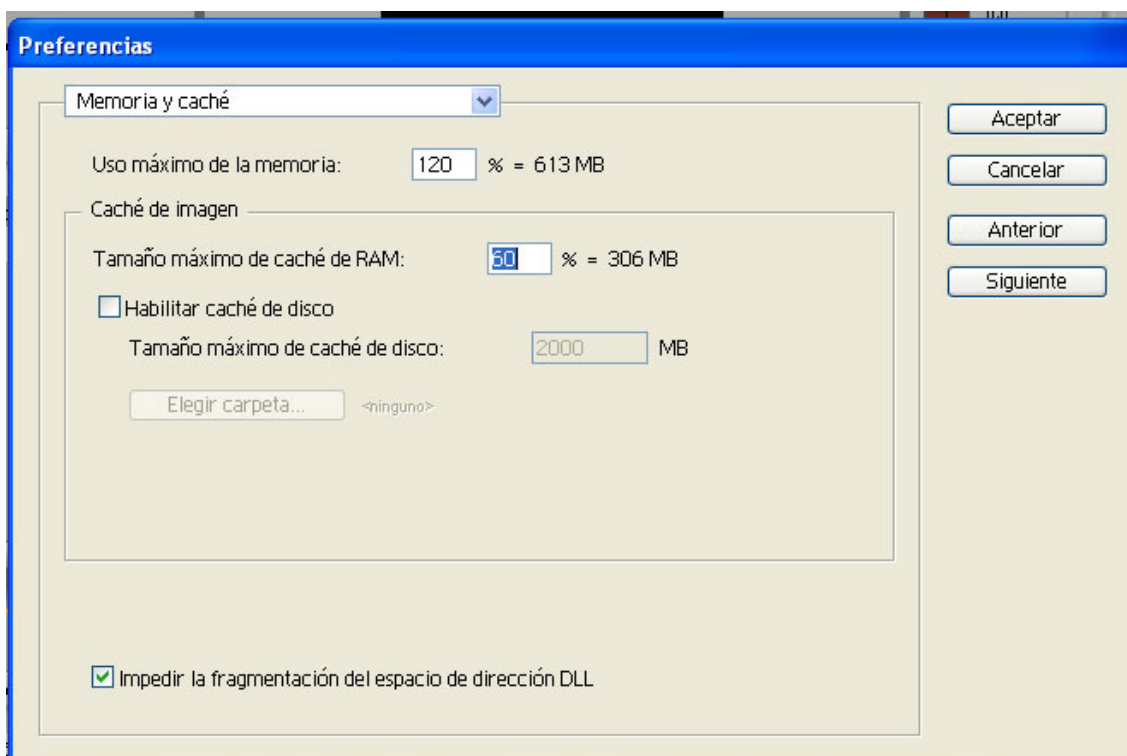 Preferencias
Memoria y caché
Aceptar
Uso máximo de la memoria: 120 % = 613 MB
Cancelar
Caché de imagen
Anterior
Tamaño máximo de caché de RAM: 60 % = 306 MB
Siguiente
Habilitar caché de disco
Tamaño máximo de caché de disco: 2000 MB
Elegir carpeta... <ninguno>
Impedir la fragmentación del espacio de dirección DLL